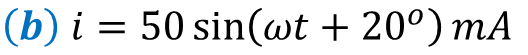 (b) i = 50 sin(ωt + 20°) mA